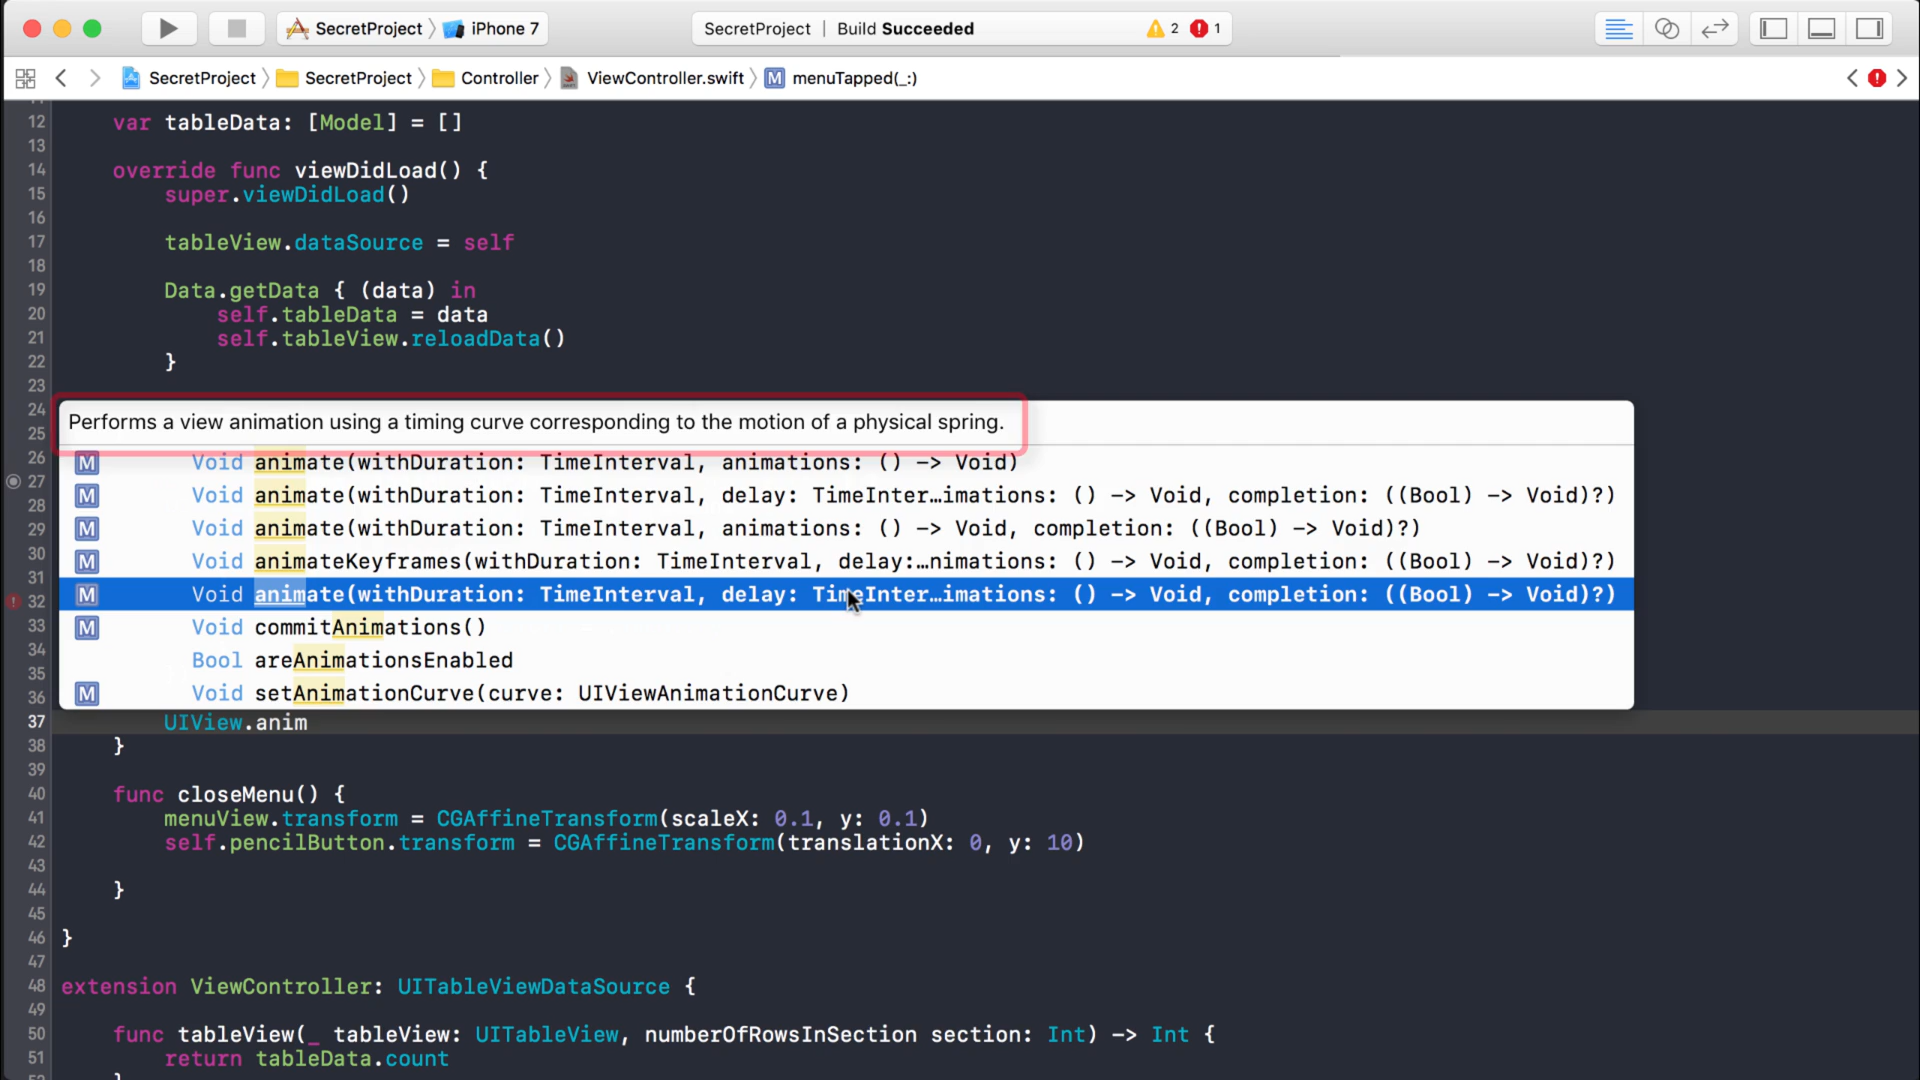 SecretProject iPhone 7 SecretProject | Build Succeeded 2 1
SecretProject SecretProject Controller ViewController.swift M menuTapped(_:)
12 var tableData: [Model] = []
13
14 override func viewDidLoad() {
15 super.viewDidLoad()
16
17 tableView.dataSource = self
18
19 Data.getData { (data) in
20 self.tableData = data
21 self.tableView.reloadData()
22 }
23
24
25
Performs a view animation using a timing curve corresponding to the motion of a physical spring.
26 M Void animate(withDuration: TimeInterval, animations: () -> Void)
27 M Void animate(withDuration: TimeInterval, delay: TimeInter…imations: () -> Void, completion: ((Bool) -> Void)?)
28
29 M Void animate(withDuration: TimeInterval, animations: () -> Void, completion: ((Bool) -> Void)?)
30 M Void animateKeyframes(withDuration: TimeInterval, delay:…nimations: () -> Void, completion: ((Bool) -> Void)?)
31
32 M Void animate(withDuration: TimeInterval, delay: TimeInter…imations: () -> Void, completion: ((Bool) -> Void)?)
33 M Void commitAnimations()
34 Bool areAnimationsEnabled
35
36 M Void setAnimationCurve(curve: UIViewAnimationCurve)
37 UIView.anim
38 }
39
40 func closeMenu() {
41 menuView.transform = CGAffineTransform(scaleX: 0.1, y: 0.1)
42 self.pencilButton.transform = CGAffineTransform(translationX: 0, y: 10)
43
44 }
45
46 }
47
48 extension ViewController: UITableViewDataSource {
49
50 func tableView(_ tableView: UITableView, numberOfRowsInSection section: Int) -> Int {
51 return tableData.count